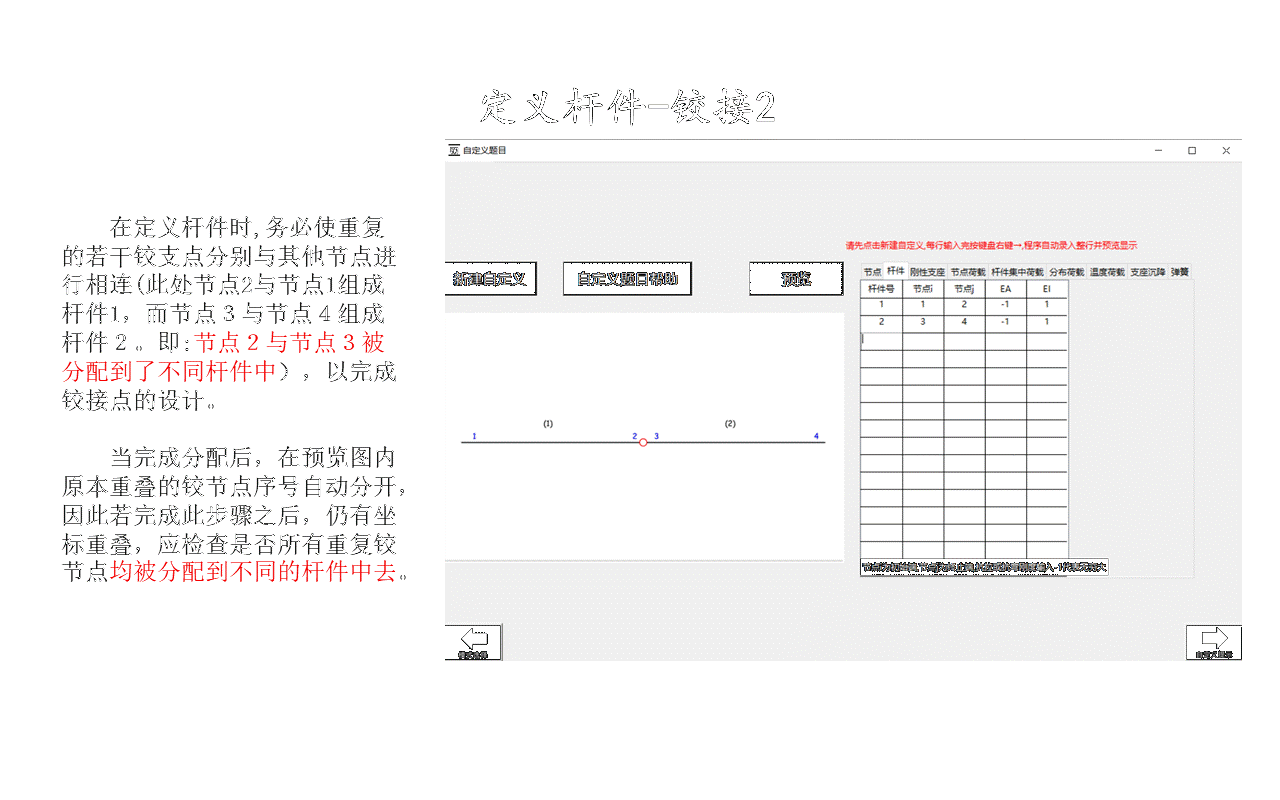 定义杆件-铰接2
在定义杆件时,务必使重复
的若干铰支点分别与其他节点进
行相连(此处节点2与节点1组成
杆件1，而节点３与节点４组成
杆件２。即:节点２与节点３被
分配到了不同杆件中），以完成
铰接点的设计。
当完成分配后，在预览图内
原本重叠的铰节点序号自动分开，
因此若完成此步骤之后，仍有坐
标重叠，应检查是否所有重复铰
节点均被分配到不同的杆件中去。
自定义题目
请先点击新建自定义,每行输入完按键盘右键→,程序自动录入整行并预览显示
新建自定义 自定义题目帮助 预览
节点 杆件 刚性支座 节点荷载 杆件集中荷载 分布荷载 温度荷载 支座沉降 弹簧
杆件号 节点i 节点j EA EI
1 1 2 -1 1
2 3 4 -1 1
(1) (2)
1 2 3 4